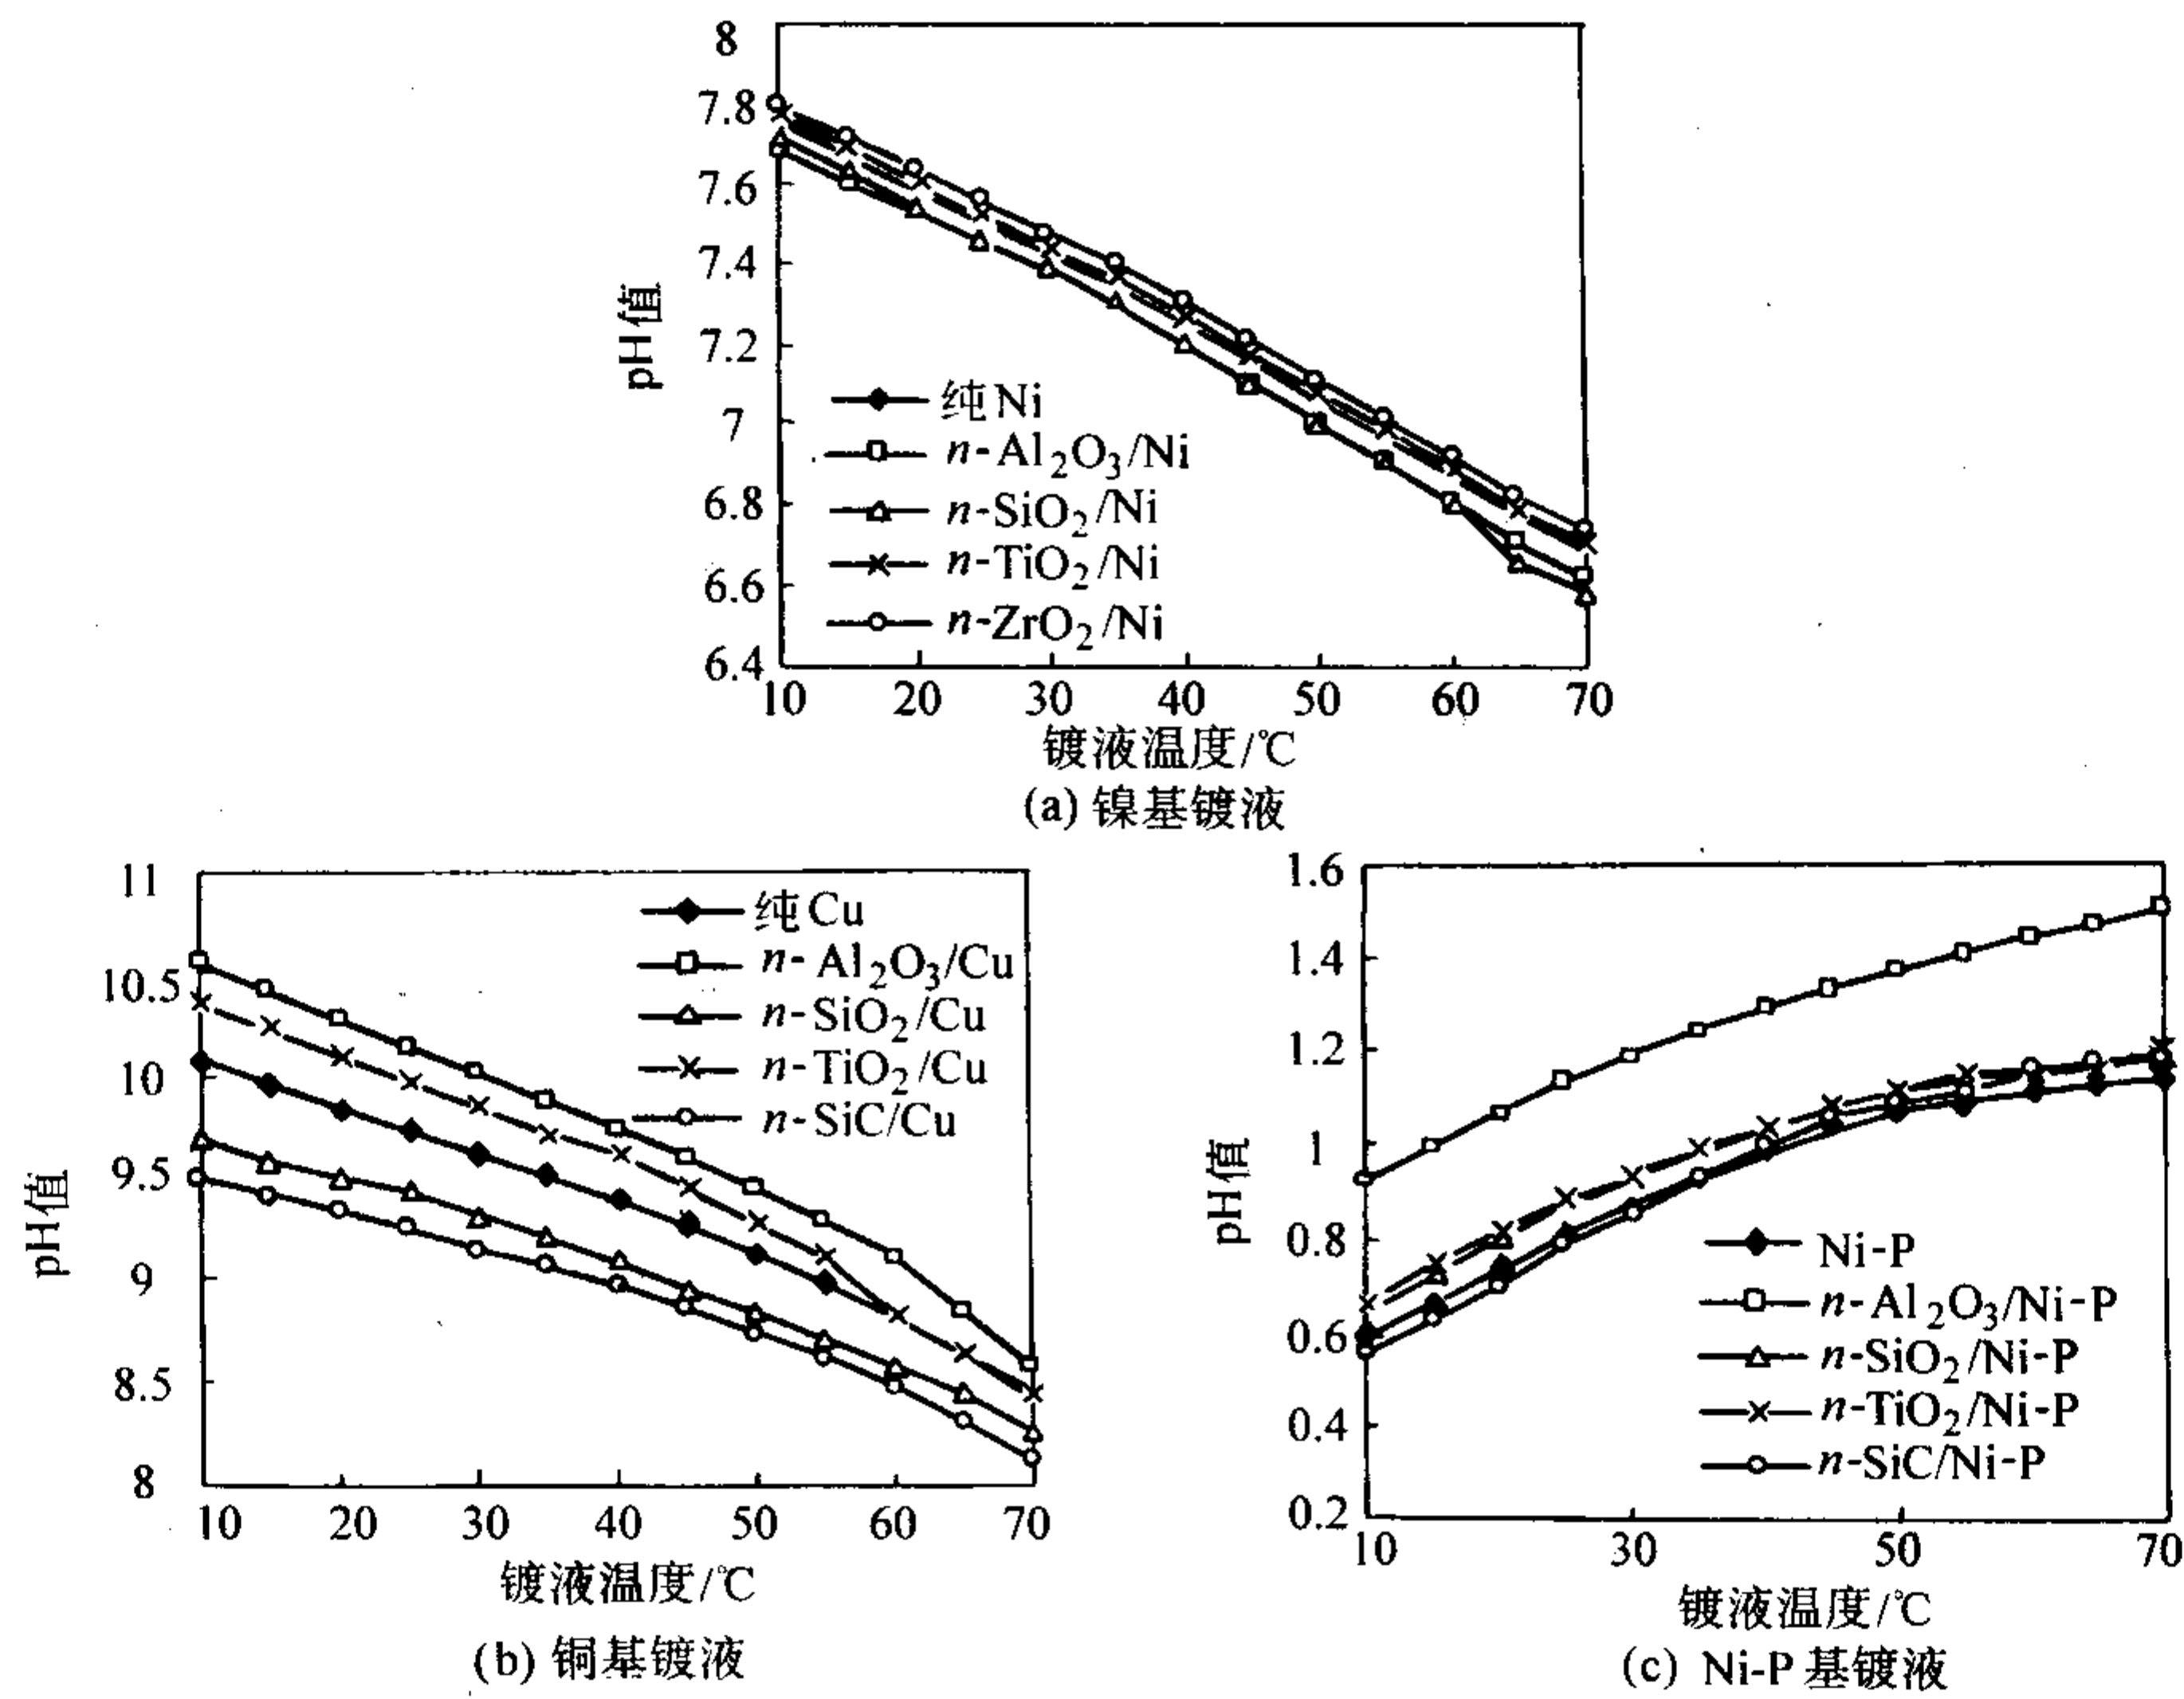 8
7.8
7.6
7.4
7.2
7
6.8
6.6
6.4
pH值
纯Ni
n-Al₂O₃/Ni
n-SiO₂/Ni
n-TiO₂/Ni
n-ZrO₂/Ni
10 20 30 40 50 60 70
镀液温度/℃
(a) 镍基镀液
11
10.5
10
9.5
9
8.5
8
pH值
纯Cu
n-Al₂O₃/Cu
n-SiO₂/Cu
n-TiO₂/Cu
n-SiC/Cu
10 20 30 40 50 60 70
镀液温度/℃
(b) 铜基镀液
1.6
1.4
1.2
1
0.8
0.6
0.4
0.2
pH值
Ni-P
n-Al₂O₃/Ni-P
n-SiO₂/Ni-P
n-TiO₂/Ni-P
n-SiC/Ni-P
10 30 50 70
镀液温度/℃
(c) Ni-P基镀液